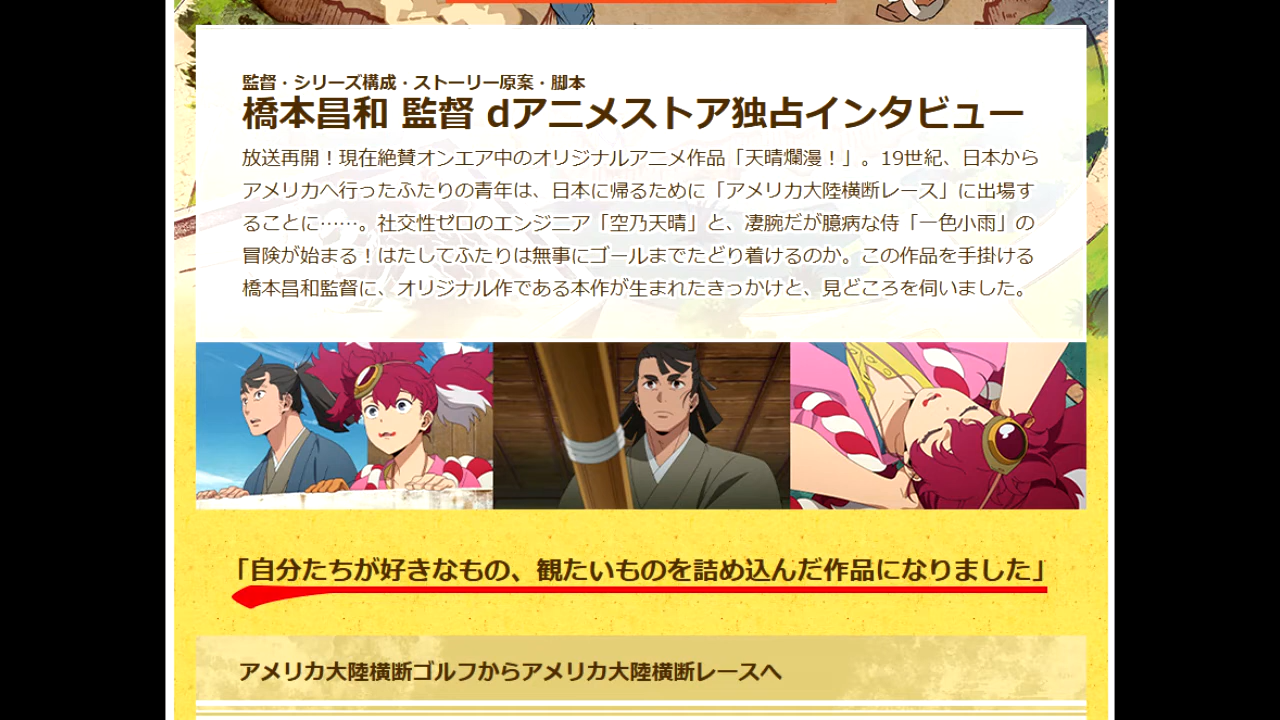 監督・シリーズ構成・ストーリー原案・脚本
橋本昌和 監督 dアニメストア独占インタビュー
放送再開！現在絶賛オンエア中のオリジナルアニメ作品「天晴爛漫！」。19世紀、日本から
アメリカへ行ったふたりの青年は、日本に帰るために「アメリカ大陸横断レース」に出場す
ることに……。社交性ゼロのエンジニア「空乃天晴」と、凄腕だが臆病な侍「一色小雨」の
冒険が始まる！はたしてふたりは無事にゴールまでたどり着けるのか。この作品を手掛ける
橋本昌和監督に、オリジナル作である本作が生まれたきっかけと、見どころを伺いました。
「自分たちが好きなもの、観たいものを詰め込んだ作品になりました」
アメリカ大陸横断ゴルフからアメリカ大陸横断レースへ